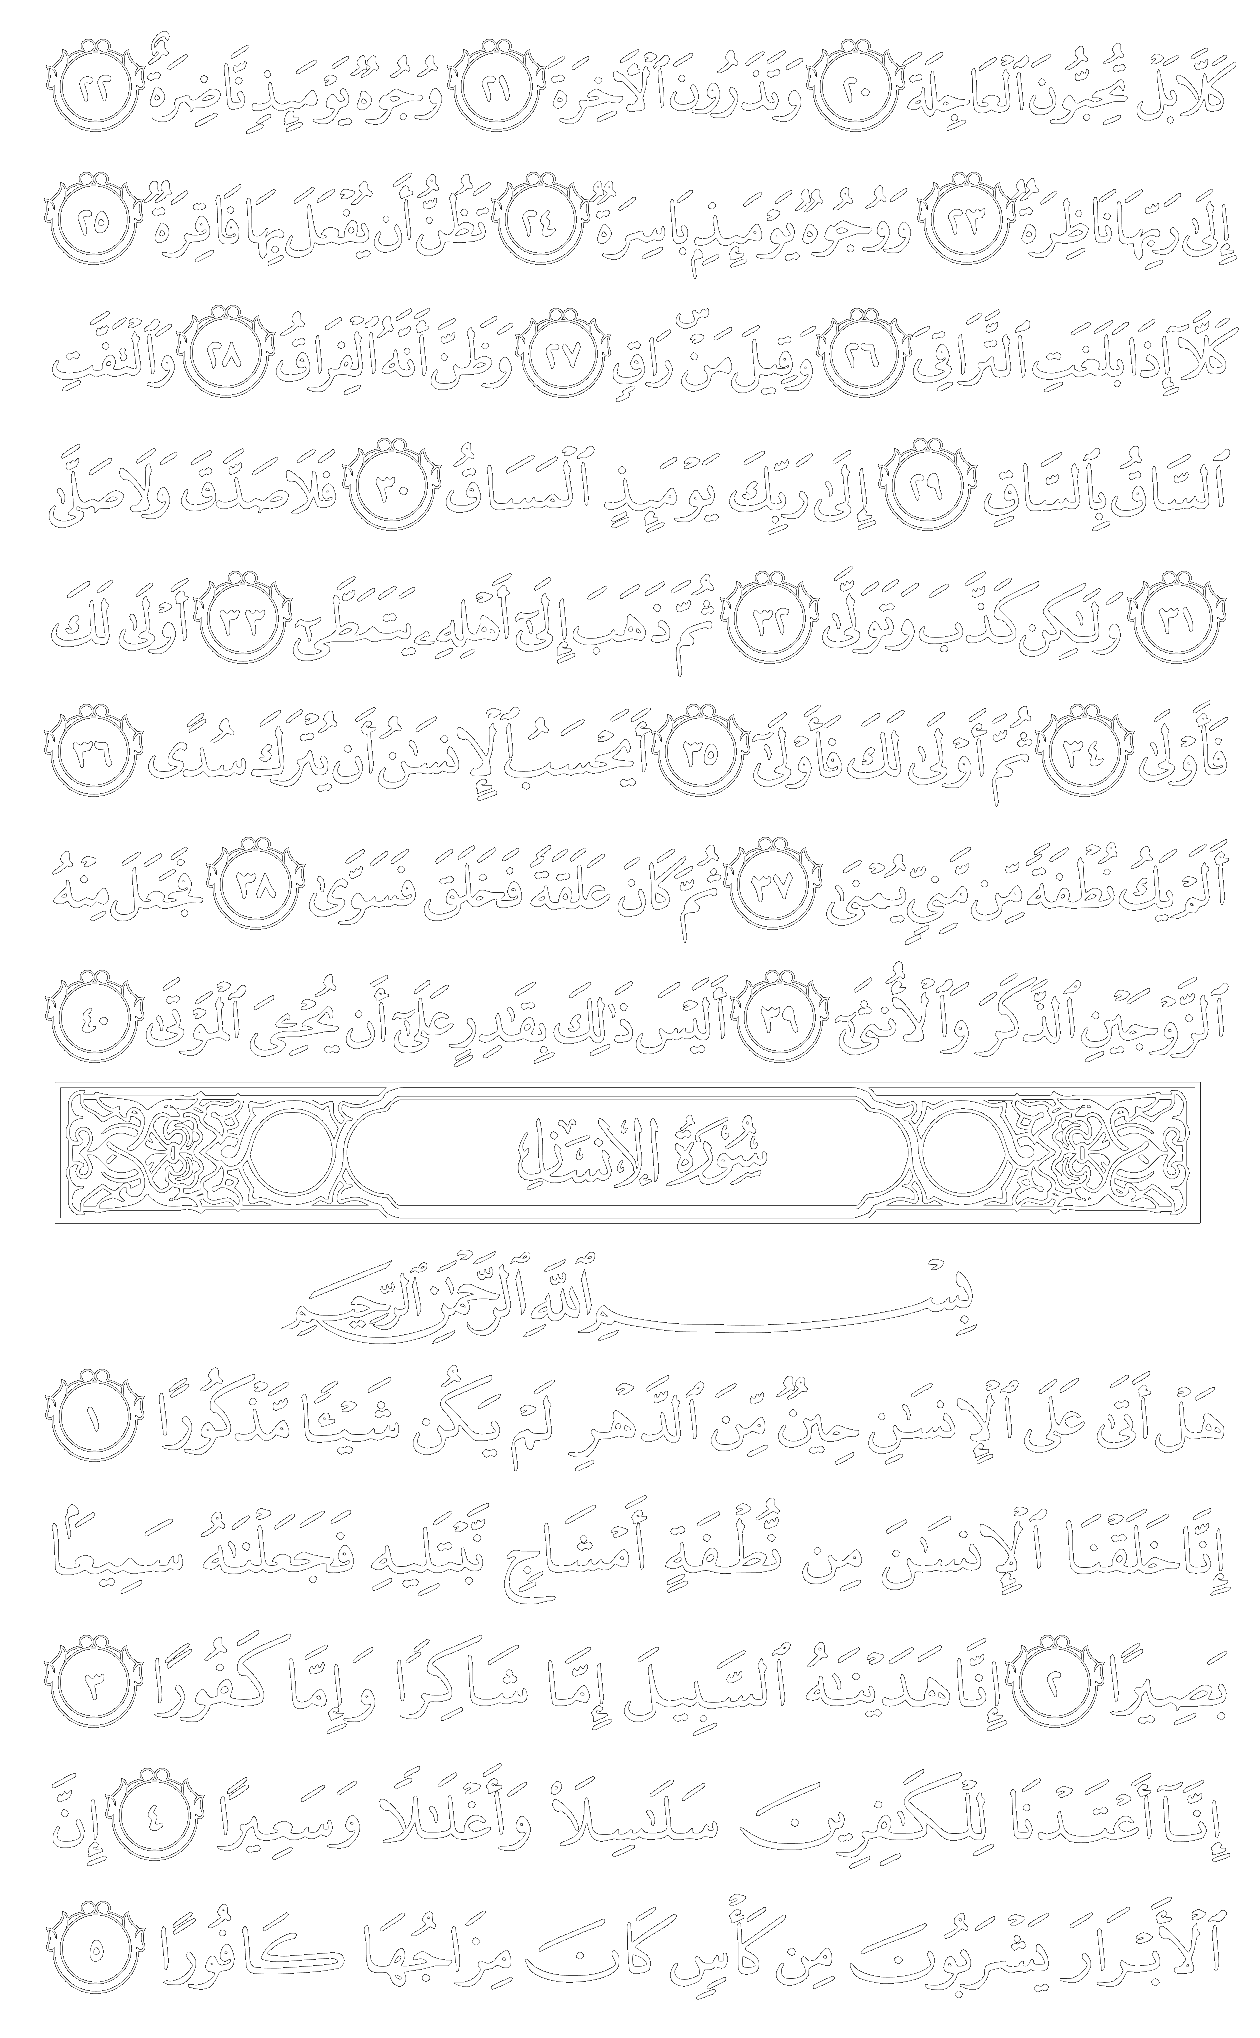 كَلَّا بَلْ تُحِبُّونَ ٱلْعَاجِلَةَ ٢٠ وَتَذَرُونَ ٱلْأَخِرَةَ ٢١ وُجُوهٌ يَوْمَئِذٍ نَّاضِرَةٌ ٢٢
إِلَىٰ رَبِّهَا نَاظِرَةٌ ٢٣ وَوُجُوهٌ يَوْمَئِذٍۭ بَاسِرَةٌ ٢٤ تَظُنُّ أَن يُفْعَلَ بِهَا فَاقِرَةٌ ٢٥
كَلَّآ إِذَا بَلَغَتِ ٱلتَّرَاقِىَ ٢٦ وَقِيلَ مَنْۜ رَاقٍ ٢٧ وَظَنَّ أَنَّهُ ٱلْفِرَاقُ ٢٨ وَٱلْتَفَّتِ
ٱلسَّاقُ بِٱلسَّاقِ ٢٩ إِلَىٰ رَبِّكَ يَوْمَئِذٍ ٱلْمَسَاقُ ٣٠ فَلَا صَدَّقَ وَلَا صَلَّىٰ
٣١ وَلَـٰكِن كَذَّبَ وَتَوَلَّىٰ ٣٢ ثُمَّ ذَهَبَ إِلَىٰٓ أَهْلِهِۦ يَتَمَطَّىٰٓ ٣٣ أَوْلَىٰ لَكَ
فَأَوْلَىٰ ٣٤ ثُمَّ أَوْلَىٰ لَكَ فَأَوْلَىٰٓ ٣٥ أَيَحْسَبُ ٱلْإِنسَـٰنُ أَن يُتْرَكَ سُدًى ٣٦
أَلَمْ يَكُ نُطْفَةً مِّن مَّنِىٍّ يُمْنَىٰ ٣٧ ثُمَّ كَانَ عَلَقَةً فَخَلَقَ فَسَوَّىٰ ٣٨ فَجَعَلَ مِنْهُ
ٱلزَّوْجَيْنِ ٱلذَّكَرَ وَٱلْأُنثَىٰٓ ٣٩ أَلَيْسَ ذَٰلِكَ بِقَـٰدِرٍ عَلَىٰٓ أَن يُحْـِۧىَ ٱلْمَوْتَىٰ ٤٠
سُورَةُ الإِنسَان
بِسْمِ ٱللَّهِ ٱلرَّحْمَـٰنِ ٱلرَّحِيمِ
هَلْ أَتَىٰ عَلَى ٱلْإِنسَـٰنِ حِينٌ مِّنَ ٱلدَّهْرِ لَمْ يَكُن شَيْـًٔا مَّذْكُورًا ١
إِنَّا خَلَقْنَا ٱلْإِنسَـٰنَ مِن نُّطْفَةٍ أَمْشَاجٍ نَّبْتَلِيهِ فَجَعَلْنَـٰهُ سَمِيعًۢا
بَصِيرًا ٢ إِنَّا هَدَيْنَـٰهُ ٱلسَّبِيلَ إِمَّا شَاكِرًا وَإِمَّا كَفُورًا ٣
إِنَّآ أَعْتَدْنَا لِلْكَـٰفِرِينَ سَلَـٰسِلَا۟ وَأَغْلَـٰلًا وَسَعِيرًا ٤ إِنَّ
ٱلْأَبْرَارَ يَشْرَبُونَ مِن كَأْسٍ كَانَ مِزَاجُهَا كَافُورًا ٥